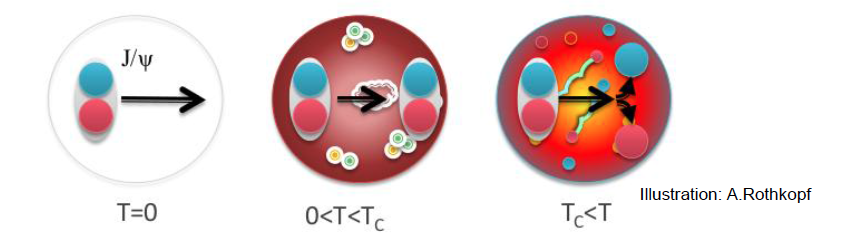 J/ψ
T=0
0<T<T_C
T_C<T
Illustration: A.Rothkopf